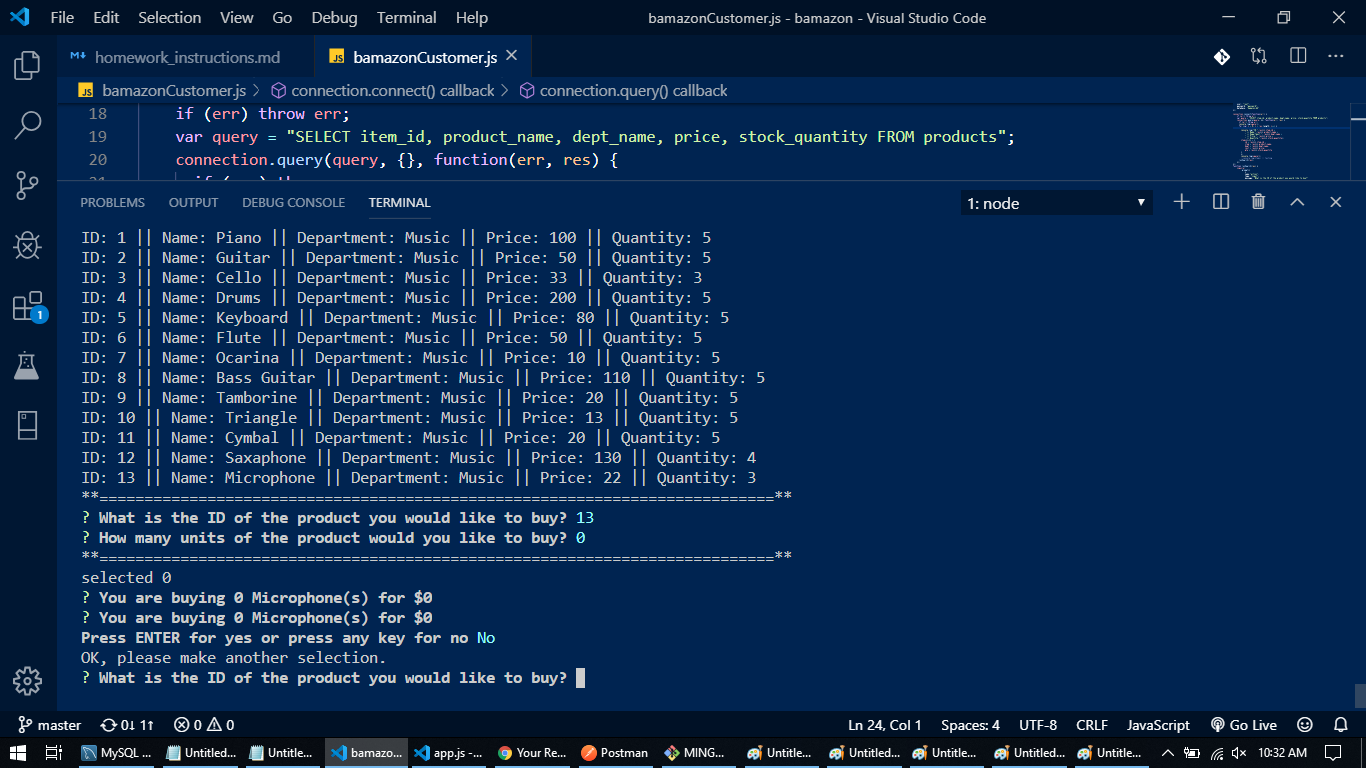 File Edit Selection View Go Debug Terminal Help bamazonCustomer.js - bamazon - Visual Studio Code
homework_instructions.md JS bamazonCustomer.js
JS bamazonCustomer.js > connection.connect() callback > connection.query() callback
18 if (err) throw err;
19 var query = "SELECT item_id, product_name, dept_name, price, stock_quantity FROM products";
20 connection.query(query, {}, function(err, res) {
PROBLEMS OUTPUT DEBUG CONSOLE TERMINAL 1: node
ID: 1 || Name: Piano || Department: Music || Price: 100 || Quantity: 5
ID: 2 || Name: Guitar || Department: Music || Price: 50 || Quantity: 5
ID: 3 || Name: Cello || Department: Music || Price: 33 || Quantity: 3
ID: 4 || Name: Drums || Department: Music || Price: 200 || Quantity: 5
ID: 5 || Name: Keyboard || Department: Music || Price: 80 || Quantity: 5
ID: 6 || Name: Flute || Department: Music || Price: 50 || Quantity: 5
ID: 7 || Name: Ocarina || Department: Music || Price: 10 || Quantity: 5
ID: 8 || Name: Bass Guitar || Department: Music || Price: 110 || Quantity: 5
ID: 9 || Name: Tamborine || Department: Music || Price: 20 || Quantity: 5
ID: 10 || Name: Triangle || Department: Music || Price: 13 || Quantity: 5
ID: 11 || Name: Cymbal || Department: Music || Price: 20 || Quantity: 5
ID: 12 || Name: Saxaphone || Department: Music || Price: 130 || Quantity: 4
ID: 13 || Name: Microphone || Department: Music || Price: 22 || Quantity: 3
**===========================================================================**
? What is the ID of the product you would like to buy? 13
? How many units of the product would you like to buy? 0
**===========================================================================**
selected 0
? You are buying 0 Microphone(s) for $0
? You are buying 0 Microphone(s) for $0
Press ENTER for yes or press any key for no No
OK, please make another selection.
? What is the ID of the product you would like to buy?
1
master 0↓ 1↑ 0 0 Ln 24, Col 1 Spaces: 4 UTF-8 CRLF JavaScript Go Live
MySQL ... Untitled... Untitle... bamazo... app.js -... Your Re... Postman MING... Untitle... Untitled... Untitle... Untitled... Untitle... 10:32 AM